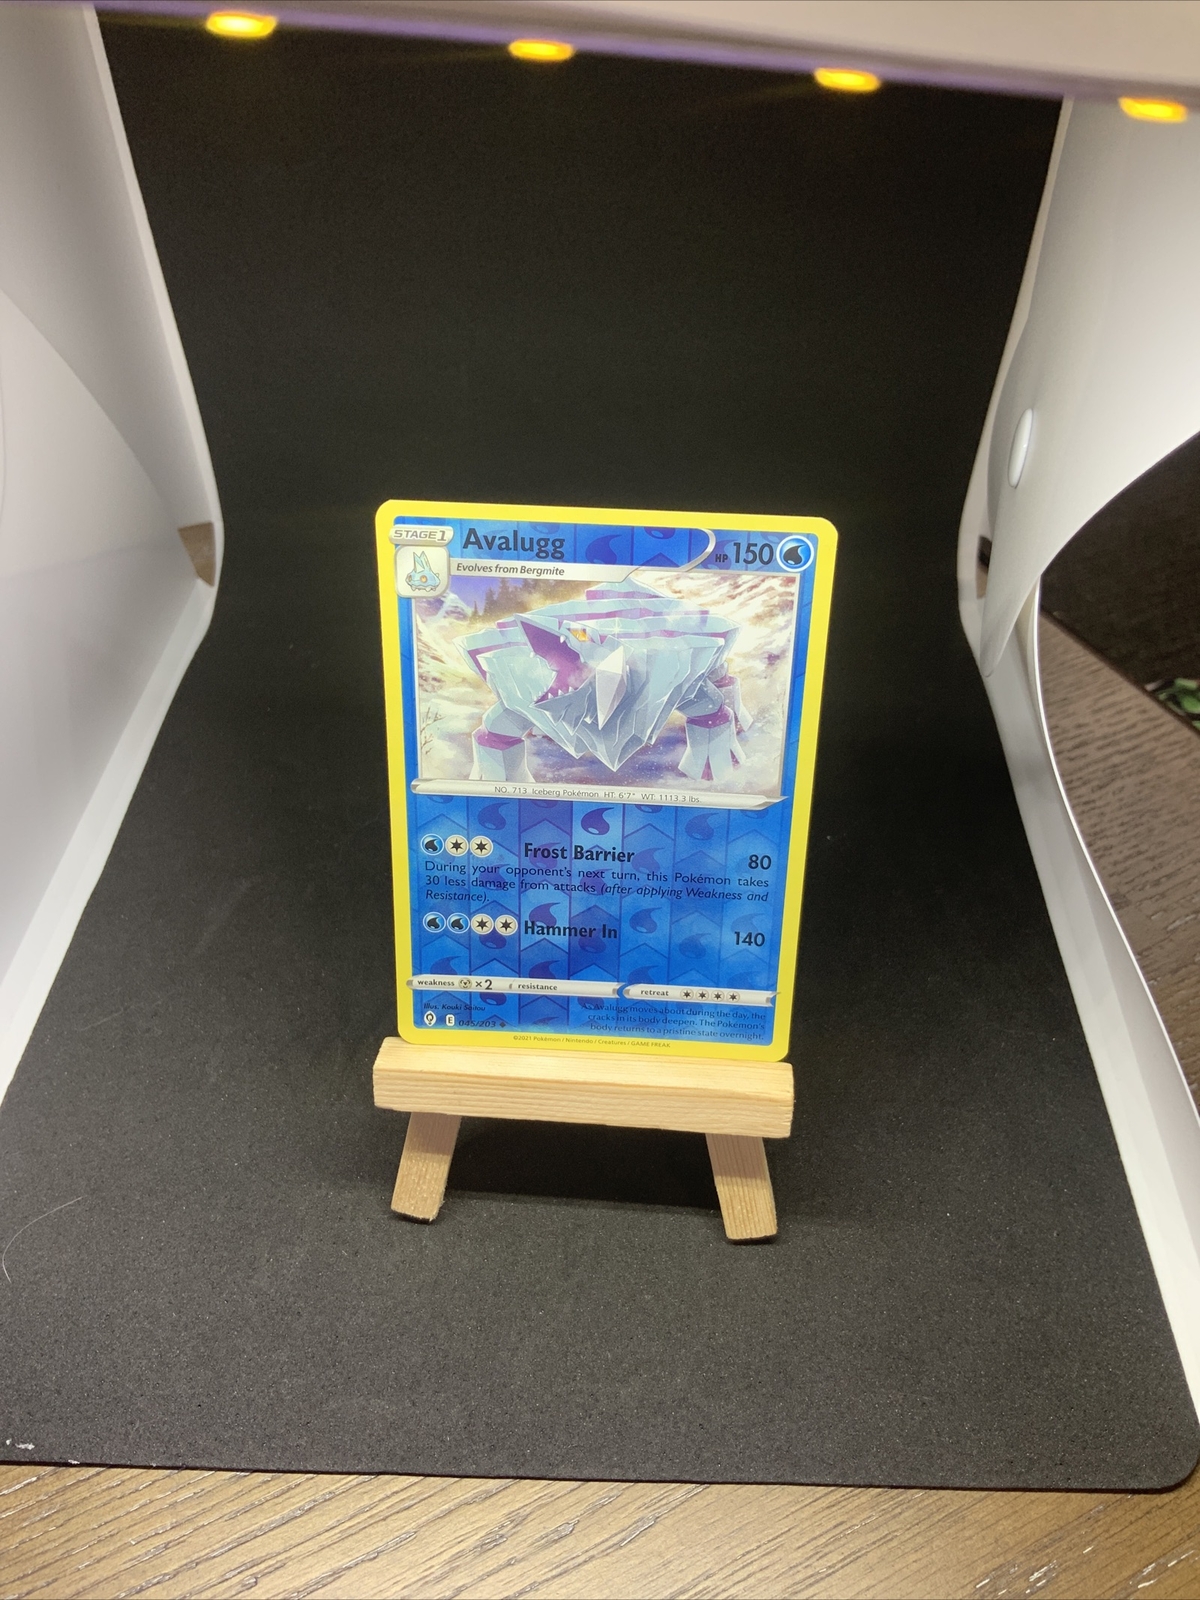 STAGE 1
Avalugg
HP 150
Evolves from Bergmite
NO. 713 Iceberg Pokémon HT: 6'7" WT: 1113.3 lbs.
Frost Barrier 80
During your opponent's next turn, this Pokémon takes
30 less damage from attacks (after applying Weakness and
Resistance).
Hammer In 140
weakness ×2 resistance retreat
Illus. Kouki Saitou
E 045/203
Avalugg moves about during the day, the
cracks in its body deepen. The Pokémon's
body returns to a pristine state overnight.
©2021 Pokémon / Nintendo / Creatures / GAME FREAK